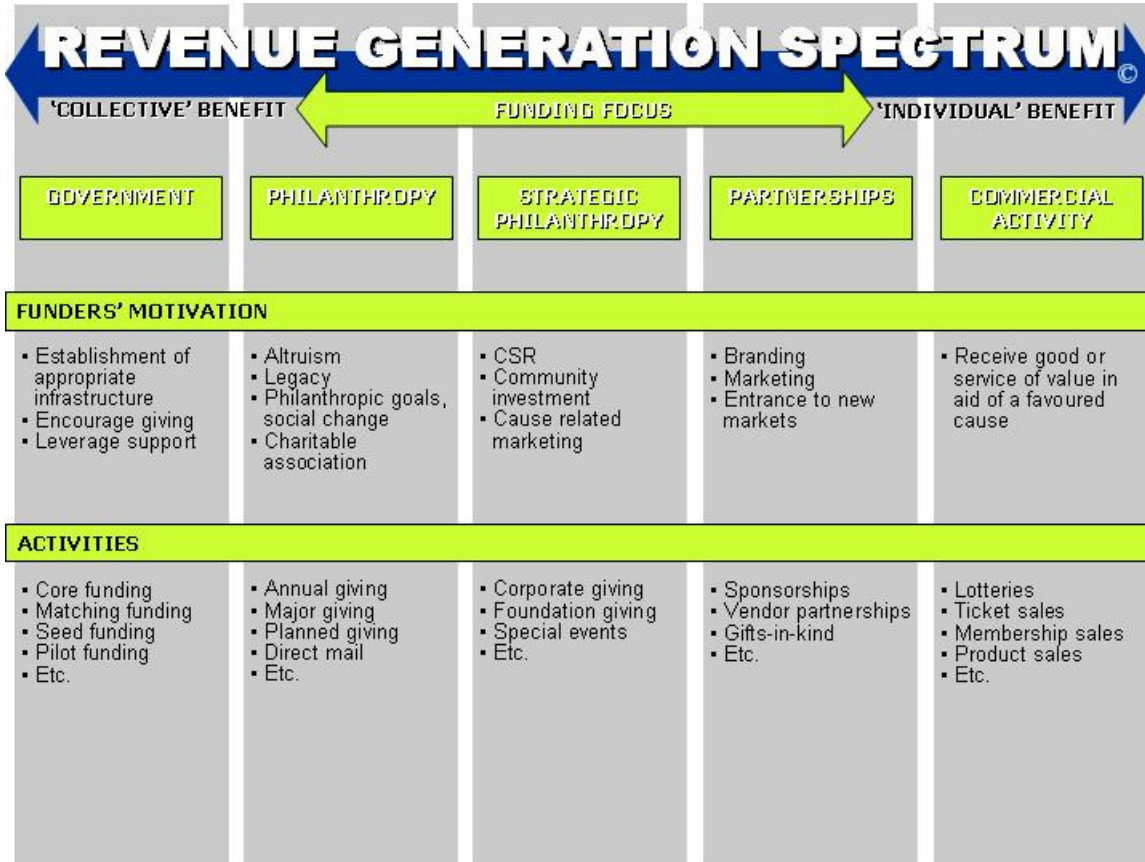 REVENUE GENERATION SPECTRUM
©
'COLLECTIVE' BENEFIT
FUNDING FOCUS
'INDIVIDUAL' BENEFIT
GOVERNMENT
PHILANTHROPY
STRATEGIC
PHILANTHROPY
PARTNERSHIPS
COMMERCIAL
ACTIVITY
FUNDERS' MOTIVATION
▪ Establishment of
appropriate
infrastructure
▪ Encourage giving
▪ Leverage support
▪ Altruism
▪ Legacy
▪ Philanthropic goals,
social change
▪ Charitable
association
▪ CSR
▪ Community
investment
▪ Cause related
marketing
▪ Branding
▪ Marketing
▪ Entrance to new
markets
▪ Receive good or
service of value in
aid of a favoured
cause
ACTIVITIES
▪ Core funding
▪ Matching funding
▪ Seed funding
▪ Pilot funding
▪ Etc.
▪ Annual giving
▪ Major giving
▪ Planned giving
▪ Direct mail
▪ Etc.
▪ Corporate giving
▪ Foundation giving
▪ Special events
▪ Etc.
▪ Sponsorships
▪ Vendor partnerships
▪ Gifts-in-kind
▪ Etc.
▪ Lotteries
▪ Ticket sales
▪ Membership sales
▪ Product sales
▪ Etc.